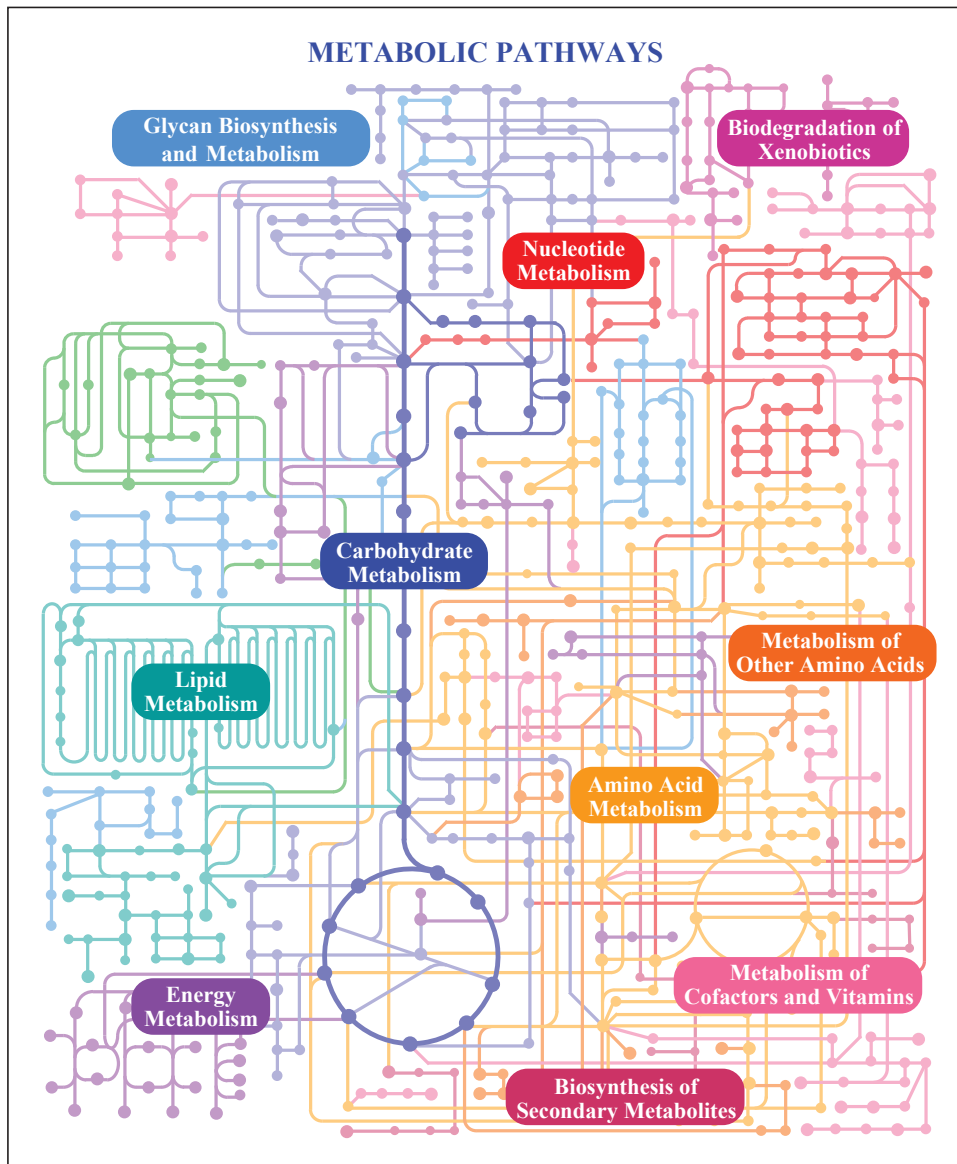 METABOLIC PATHWAYS
Glycan Biosynthesis
and Metabolism
Biodegradation of
Xenobiotics
Nucleotide
Metabolism
Carbohydrate
Metabolism
Metabolism of
Other Amino Acids
Lipid
Metabolism
Amino Acid
Metabolism
Metabolism of
Cofactors and Vitamins
Energy
Metabolism
Biosynthesis of
Secondary Metabolites